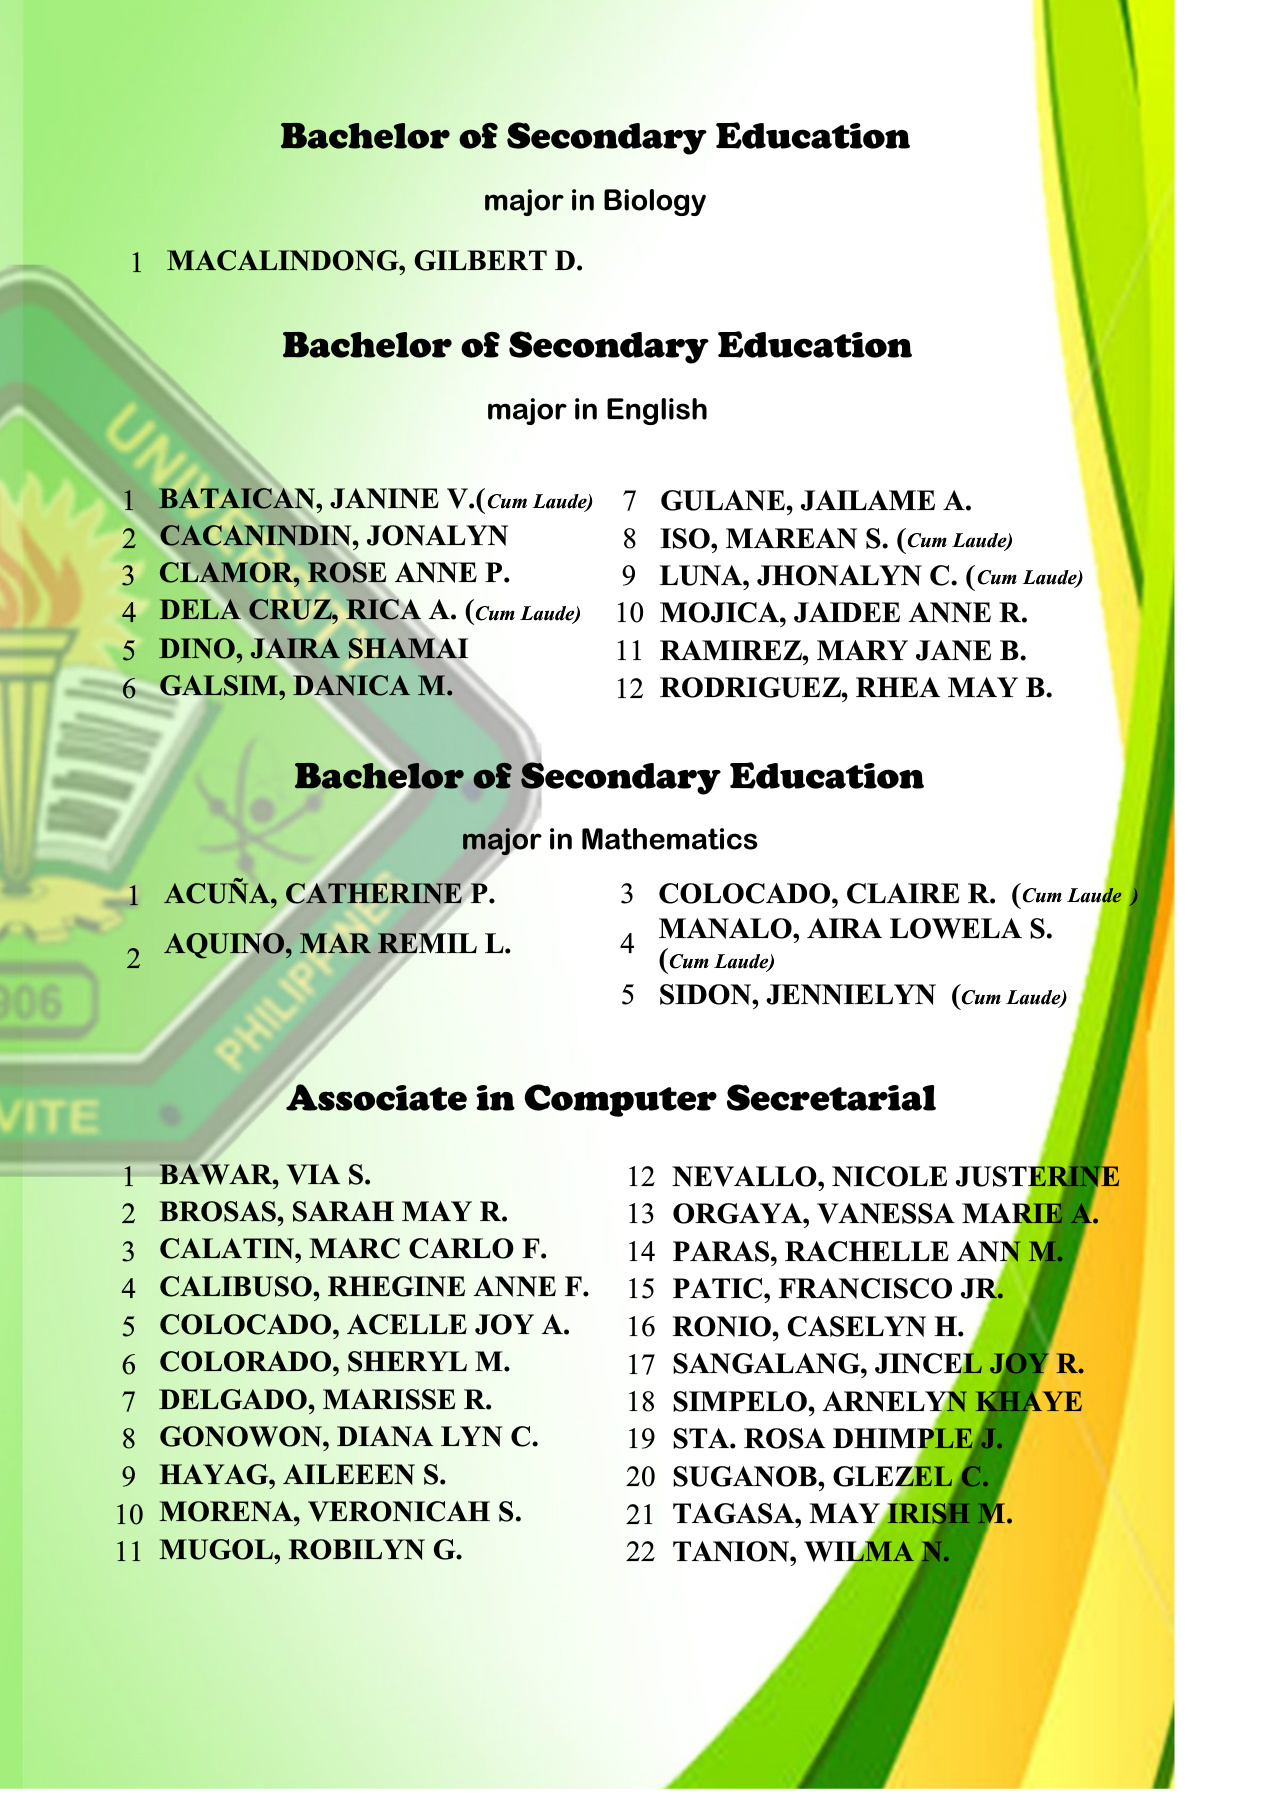 Bachelor of Secondary Education
major in Biology
1 MACALINDONG, GILBERT D.
Bachelor of Secondary Education
major in English
1 BATAICAN, JANINE V.(Cum Laude)
2 CACANINDIN, JONALYN
3 CLAMOR, ROSE ANNE P.
4 DELA CRUZ, RICA A. (Cum Laude)
5 DINO, JAIRA SHAMAI
6 GALSIM, DANICA M.
7 GULANE, JAILAME A.
8 ISO, MAREAN S. (Cum Laude)
9 LUNA, JHONALYN C. (Cum Laude)
10 MOJICA, JAIDEE ANNE R.
11 RAMIREZ, MARY JANE B.
12 RODRIGUEZ, RHEA MAY B.
Bachelor of Secondary Education
major in Mathematics
1 ACUÑA, CATHERINE P.
2 AQUINO, MAR REMIL L.
3 COLOCADO, CLAIRE R. (Cum Laude )
4 MANALO, AIRA LOWELA S.
(Cum Laude)
5 SIDON, JENNIELYN (Cum Laude)
Associate in Computer Secretarial
1 BAWAR, VIA S.
2 BROSAS, SARAH MAY R.
3 CALATIN, MARC CARLO F.
4 CALIBUSO, RHEGINE ANNE F.
5 COLOCADO, ACELLE JOY A.
6 COLORADO, SHERYL M.
7 DELGADO, MARISSE R.
8 GONOWON, DIANA LYN C.
9 HAYAG, AILEEEN S.
10 MORENA, VERONICAH S.
11 MUGOL, ROBILYN G.
12 NEVALLO, NICOLE JUSTERINE
13 ORGAYA, VANESSA MARIE A.
14 PARAS, RACHELLE ANN M.
15 PATIC, FRANCISCO JR.
16 RONIO, CASELYN H.
17 SANGALANG, JINCEL JOY R.
18 SIMPELO, ARNELYN KHAYE
19 STA. ROSA DHIMPLE J.
20 SUGANOB, GLEZEL C.
21 TAGASA, MAY IRISH M.
22 TANION, WILMA N.
UNIVERSITY
PHILIPPINES
906
VITE